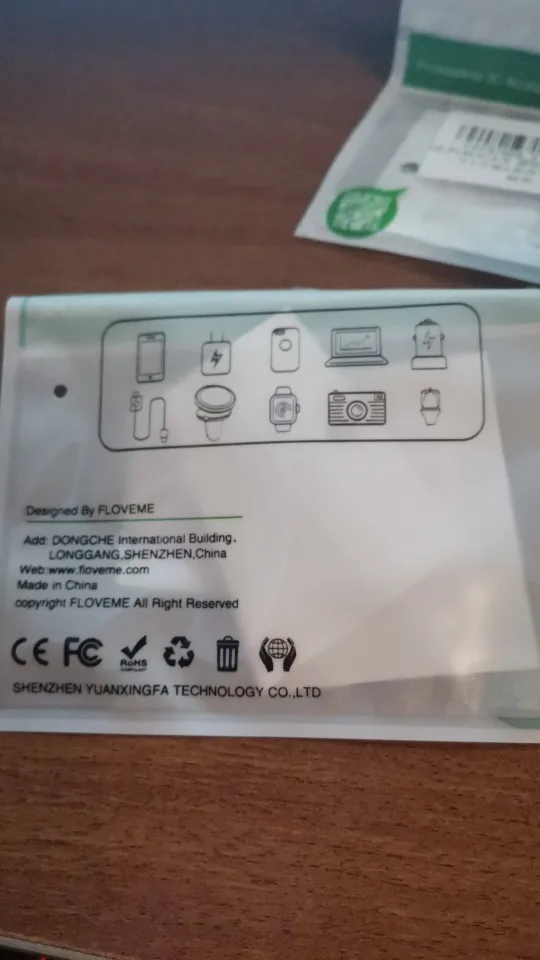 Designed By FLOVEME
Add: DONGCHE International Building,
LONGGANG,SHENZHEN,China
Web:www.floveme.com
Made in China
copyright FLOVEME All Right Reserved
CE FC RoHS
SHENZHEN YUANXINGFA TECHNOLOGY CO.,LTD